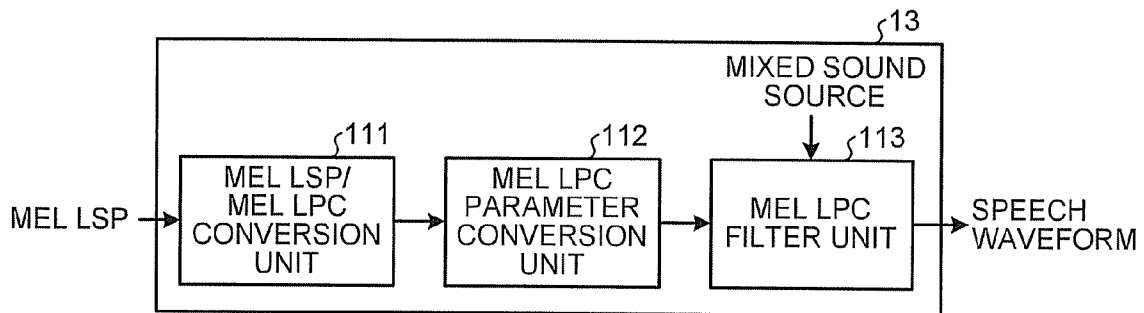 13
MIXED SOUND
SOURCE
111
112
113
MEL LSP
MEL LSP/
MEL LPC
CONVERSION
UNIT
MEL LPC
PARAMETER
CONVERSION
UNIT
MEL LPC
FILTER UNIT
SPEECH
WAVEFORM